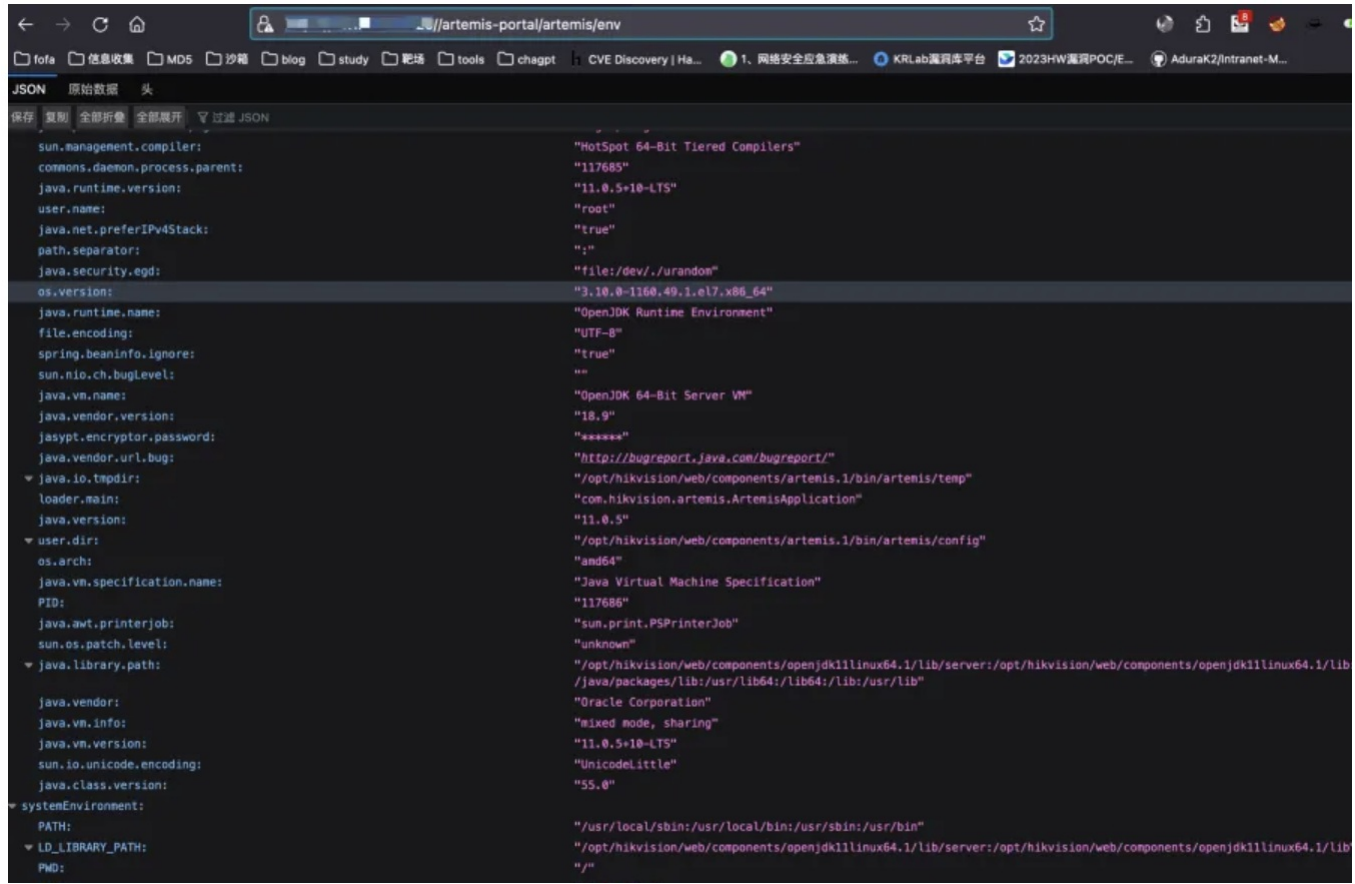 //artemis-portal/artemis/env
8
fofa 信息收集 MD5 沙箱 blog study 靶场 tools chagpt CVE Discovery | Ha... 1、网络安全应急演练... KRLab漏洞库平台 2023HW漏洞POC/E... AduraK2/Intranet-M...
JSON 原始数据 头
保存 复制 全部折叠 全部展开 过滤 JSON
sun.management.compiler: "HotSpot 64-Bit Tiered Compilers"
commons.daemon.process.parent: "117685"
java.runtime.version: "11.0.5+10-LTS"
user.name: "root"
java.net.preferIPv4Stack: "true"
path.separator: ":"
java.security.egd: "file:/dev/./urandom"
os.version: "3.10.0-1160.49.1.el7.x86_64"
java.runtime.name: "OpenJDK Runtime Environment"
file.encoding: "UTF-8"
spring.beaninfo.ignore: "true"
sun.nio.ch.bugLevel: ""
java.vm.name: "OpenJDK 64-Bit Server VM"
java.vendor.version: "18.9"
jasypt.encryptor.password: "******"
java.vendor.url.bug: "http://bugreport.java.com/bugreport/"
java.io.tmpdir: "/opt/hikvision/web/components/artemis.1/bin/artemis/temp"
loader.main: "com.hikvision.artemis.ArtemisApplication"
java.version: "11.0.5"
user.dir: "/opt/hikvision/web/components/artemis.1/bin/artemis/config"
os.arch: "amd64"
java.vm.specification.name: "Java Virtual Machine Specification"
PID: "117686"
java.awt.printerjob: "sun.print.PSPrinterJob"
sun.os.patch.level: "unknown"
java.library.path: "/opt/hikvision/web/components/openjdk11linux64.1/lib/server:/opt/hikvision/web/components/openjdk11linux64.1/lib:
/java/packages/lib:/usr/lib64:/lib64:/lib:/usr/lib"
java.vendor: "Oracle Corporation"
java.vm.info: "mixed mode, sharing"
java.vm.version: "11.0.5+10-LTS"
sun.io.unicode.encoding: "UnicodeLittle"
java.class.version: "55.0"
systemEnvironment:
PATH: "/usr/local/sbin:/usr/local/bin:/usr/sbin:/usr/bin"
LD_LIBRARY_PATH: "/opt/hikvision/web/components/openjdk11linux64.1/lib/server:/opt/hikvision/web/components/openjdk11linux64.1/lib"
PWD: "/"